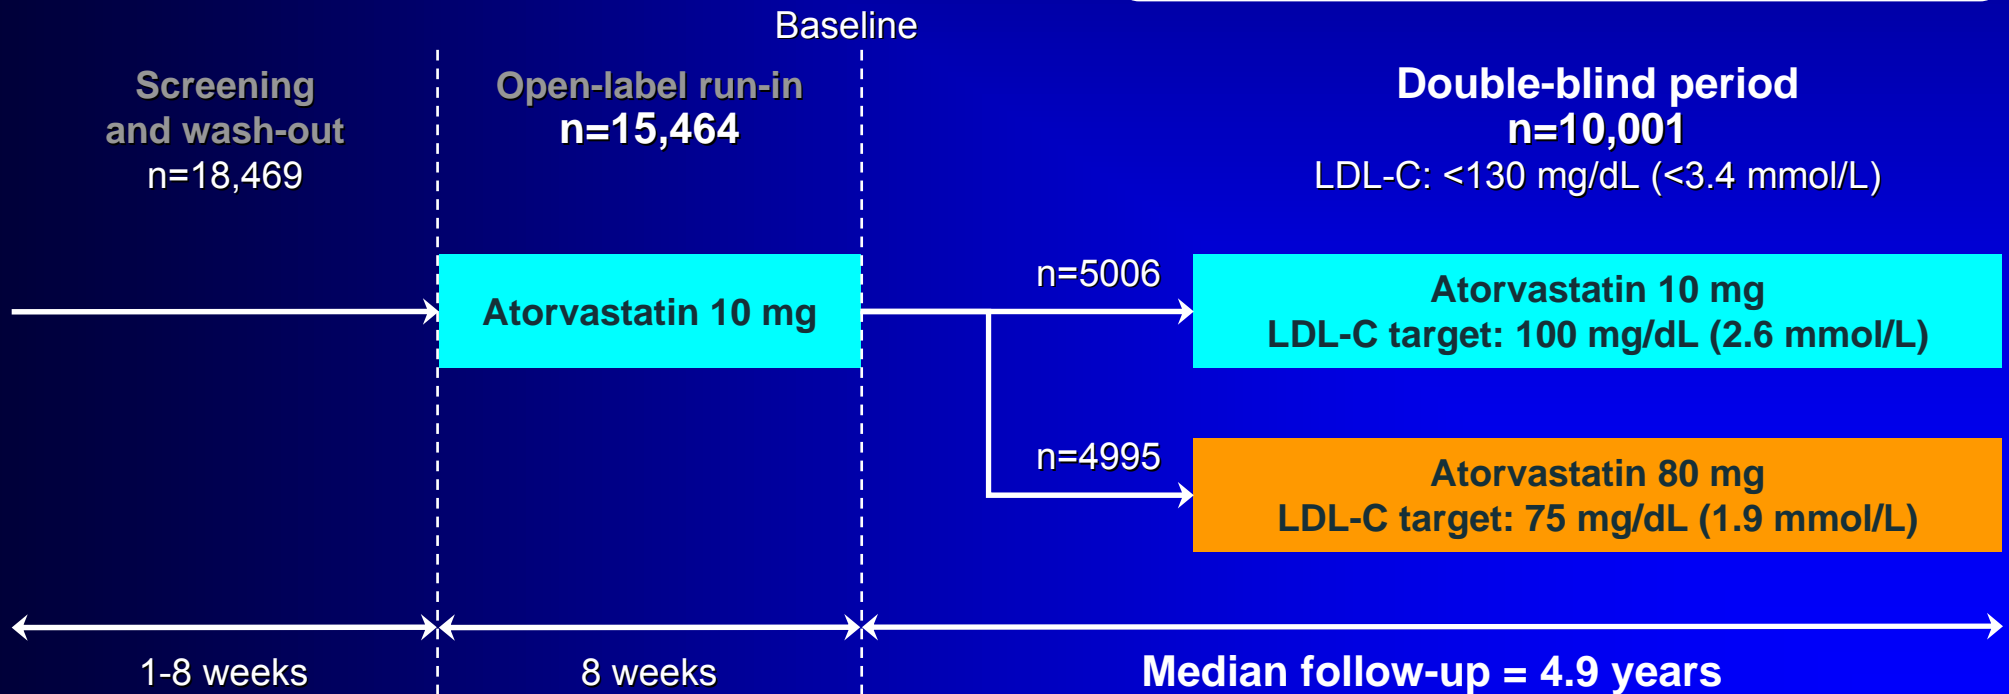 Baseline
Screening
and wash-out
n=18,469
Open-label run-in
n=15,464
Double-blind period
n=10,001
LDL-C: <130 mg/dL (<3.4 mmol/L)
Atorvastatin 10 mg
n=5006
Atorvastatin 10 mg
LDL-C target: 100 mg/dL (2.6 mmol/L)
n=4995
Atorvastatin 80 mg
LDL-C target: 75 mg/dL (1.9 mmol/L)
1-8 weeks
8 weeks
Median follow-up = 4.9 years